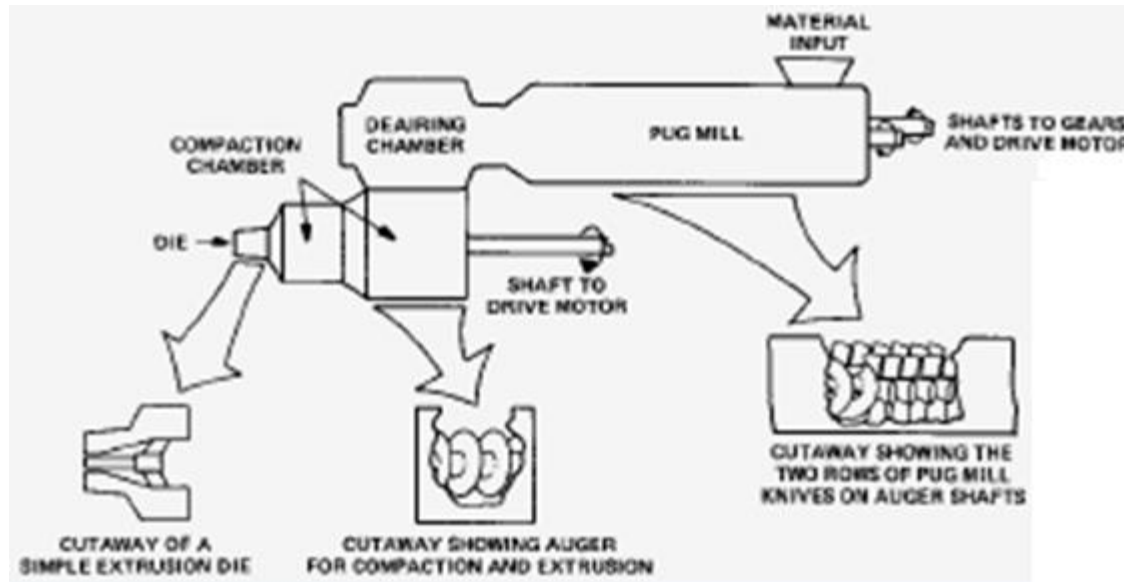 MATERIAL
INPUT
DEAIRING
CHAMBER
PUG MILL
SHAFTS TO GEARS
AND DRIVE MOTOR
COMPACTION
CHAMBER
DIE
SHAFT TO
DRIVE MOTOR
CUTAWAY OF A
SIMPLE EXTRUSION DIE
CUTAWAY SHOWING AUGER
FOR COMPACTION AND EXTRUSION
CUTAWAY SHOWING THE
TWO ROWS OF PUG MILL
KNIVES ON AUGER SHAFTS